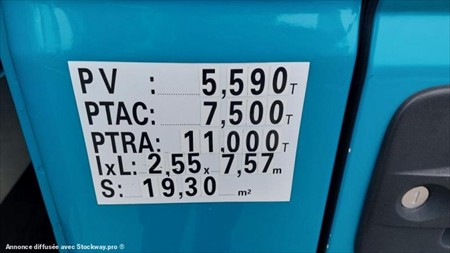 PV : 5,590 T
PTAC: 7,500 T
PTRA: 11,000 T
IxL: 2,55 x 7,57 m
S: 19,30 m²
Annonce diffusée avec Stockway.pro ®